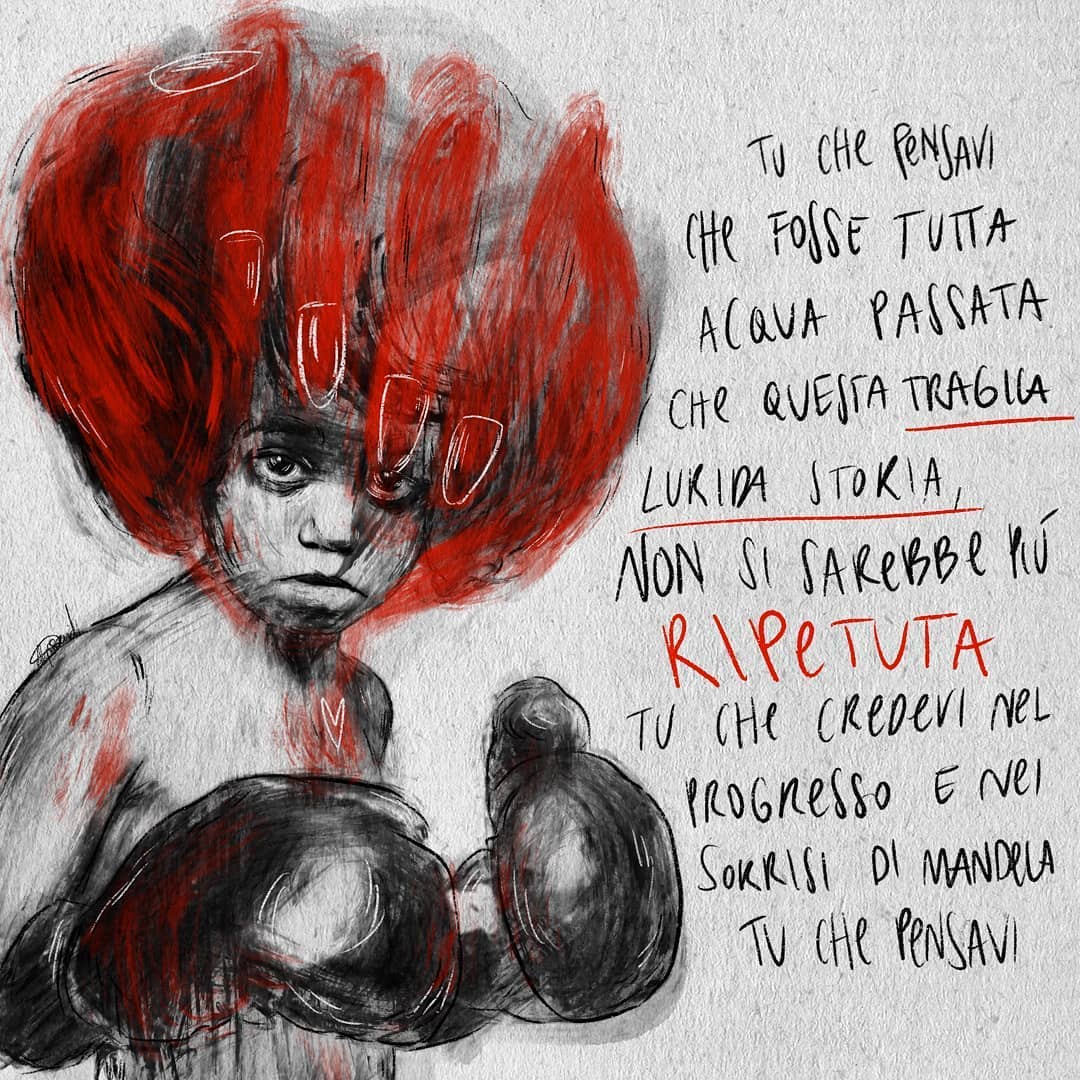 TU CHE PENSAVI
CHE FOSSE TUTTA
ACQUA PASSATA
CHE QUESTA TRAGICA
LURIDA STORIA,
NON SI SAREBBE PIÚ
RIPETUTA
TU CHE CREDEVI NEL
PROGRESSO E NEI
SORRISI DI MANDELA
TU CHE PENSAVI